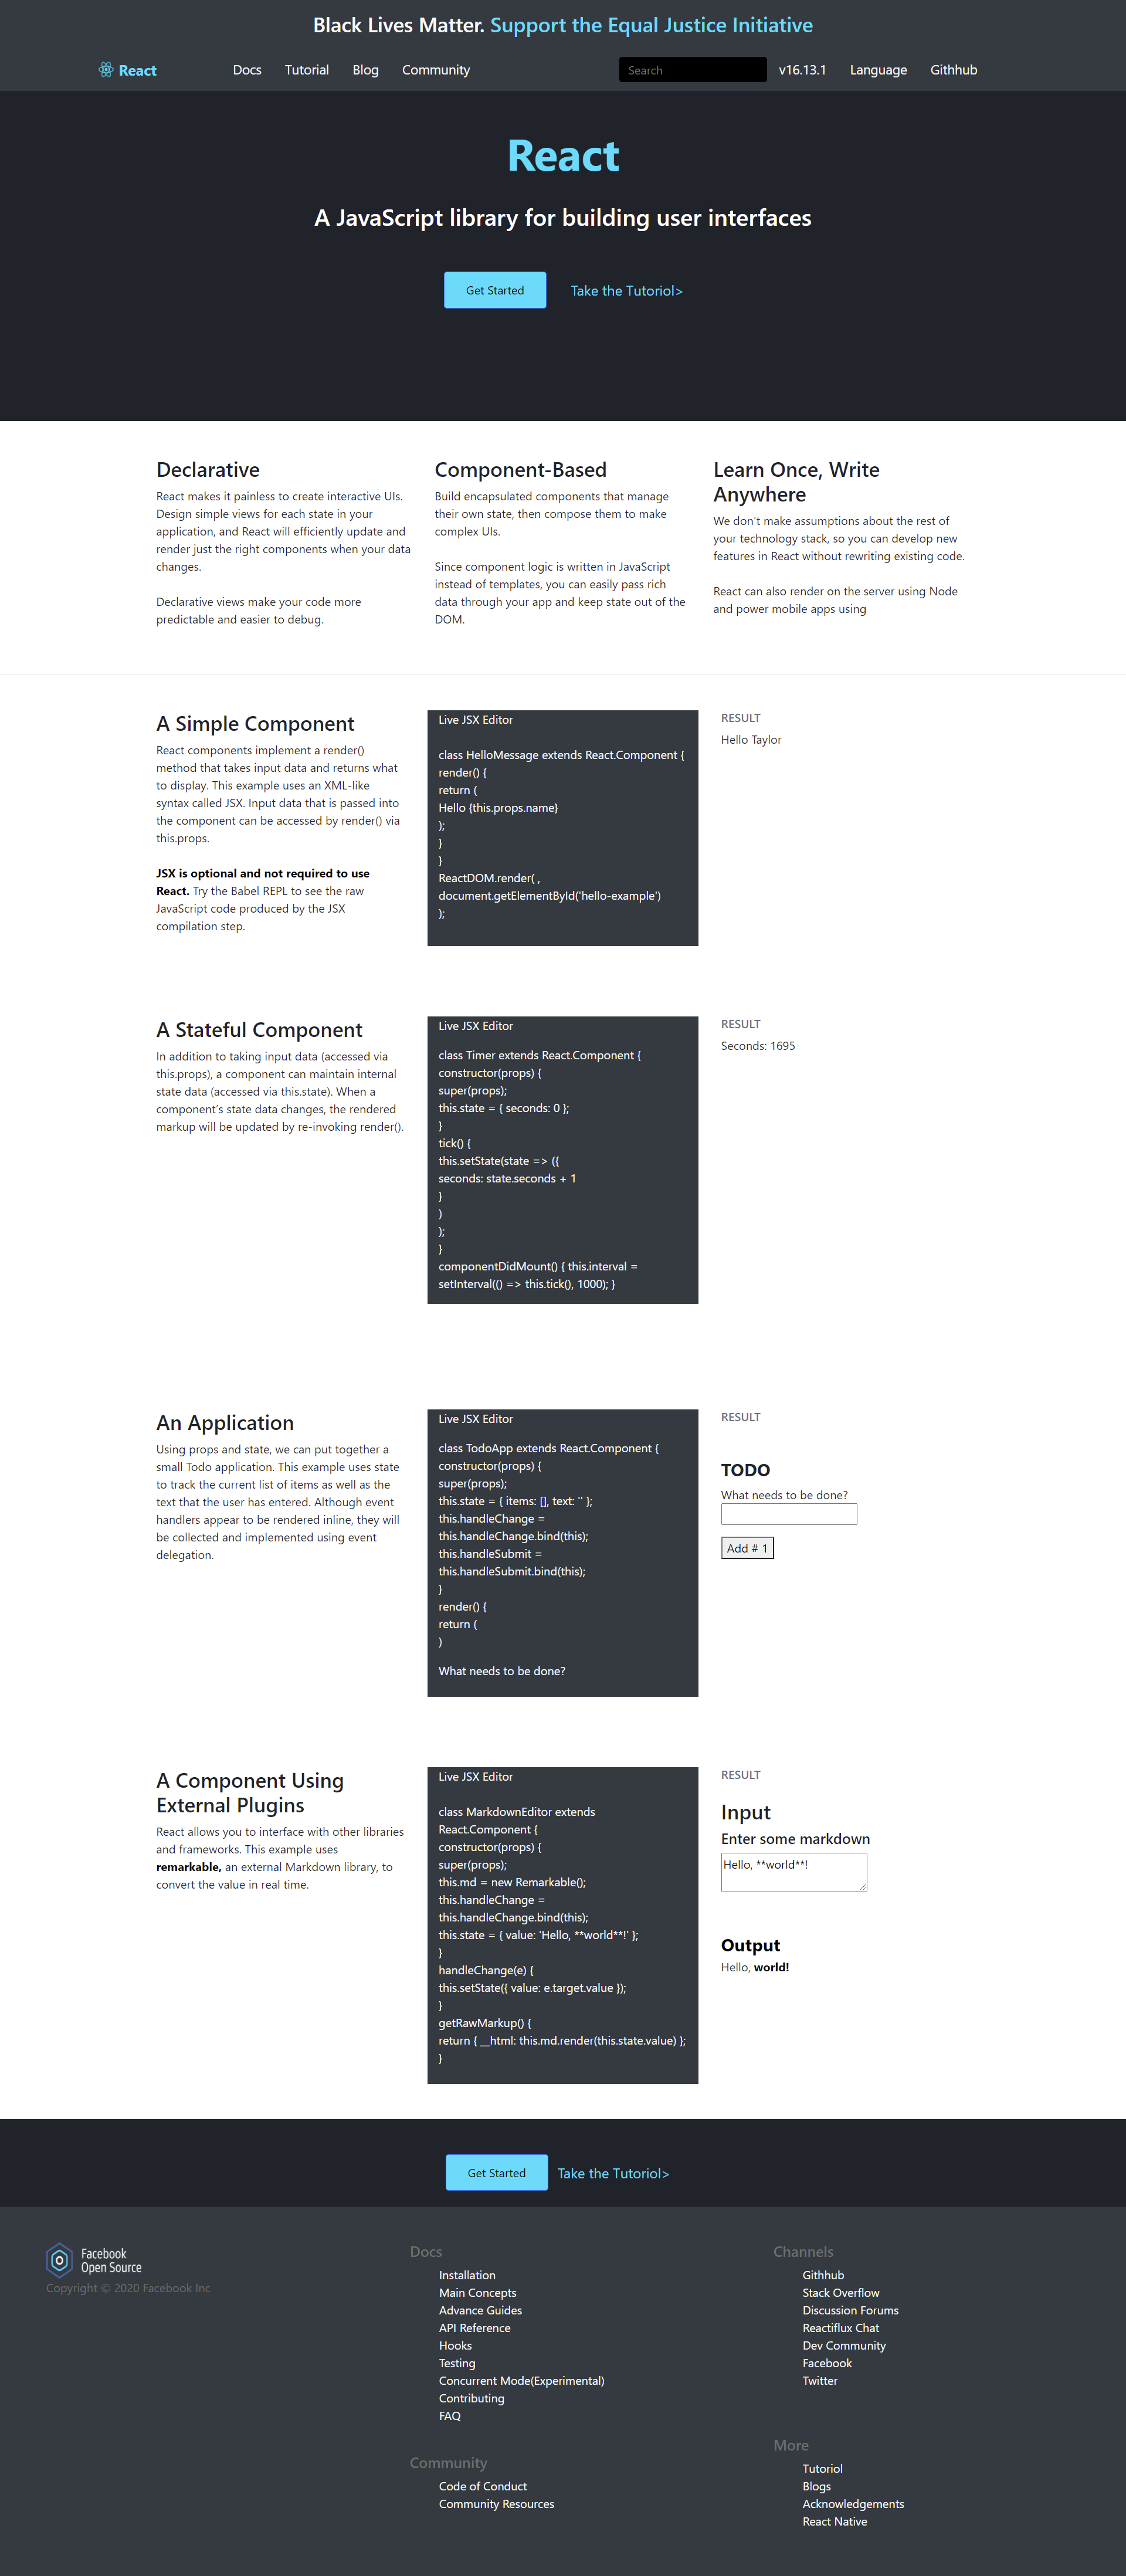 Black Lives Matter. Support the Equal Justice Initiative
React Docs Tutorial Blog Community Search v16.13.1 Language Githhub
React
A JavaScript library for building user interfaces
Get Started Take the Tutoriol>
Declarative
React makes it painless to create interactive UIs.
Design simple views for each state in your
application, and React will efficiently update and
render just the right components when your data
changes.
Declarative views make your code more
predictable and easier to debug.
Component-Based
Build encapsulated components that manage
their own state, then compose them to make
complex UIs.
Since component logic is written in JavaScript
instead of templates, you can easily pass rich
data through your app and keep state out of the
DOM.
Learn Once, Write
Anywhere
We don't make assumptions about the rest of
your technology stack, so you can develop new
features in React without rewriting existing code.
React can also render on the server using Node
and power mobile apps using
A Simple Component
React components implement a render()
method that takes input data and returns what
to display. This example uses an XML-like
syntax called JSX. Input data that is passed into
the component can be accessed by render() via
this.props.
JSX is optional and not required to use
React. Try the Babel REPL to see the raw
JavaScript code produced by the JSX
compilation step.
Live JSX Editor
class HelloMessage extends React.Component {
render() {
return (
Hello {this.props.name}
);
}
}
ReactDOM.render( ,
document.getElementById('hello-example')
);
RESULT
Hello Taylor
A Stateful Component
In addition to taking input data (accessed via
this.props), a component can maintain internal
state data (accessed via this.state). When a
component's state data changes, the rendered
markup will be updated by re-invoking render().
Live JSX Editor
class Timer extends React.Component {
constructor(props) {
super(props);
this.state = { seconds: 0 };
}
tick() {
this.setState(state => ({
seconds: state.seconds + 1
}
)
);
}
componentDidMount() { this.interval =
setInterval(() => this.tick(), 1000); }
RESULT
Seconds: 1695
An Application
Using props and state, we can put together a
small Todo application. This example uses state
to track the current list of items as well as the
text that the user has entered. Although event
handlers appear to be rendered inline, they will
be collected and implemented using event
delegation.
Live JSX Editor
class TodoApp extends React.Component {
constructor(props) {
super(props);
this.state = { items: [], text: '' };
this.handleChange =
this.handleChange.bind(this);
this.handleSubmit =
this.handleSubmit.bind(this);
}
render() {
return (
)
What needs to be done?
RESULT
TODO
What needs to be done?
Add # 1
A Component Using
External Plugins
React allows you to interface with other libraries
and frameworks. This example uses
remarkable, an external Markdown library, to
convert the value in real time.
Live JSX Editor
class MarkdownEditor extends
React.Component {
constructor(props) {
super(props);
this.md = new Remarkable();
this.handleChange =
this.handleChange.bind(this);
this.state = { value: 'Hello, **world**!' };
}
handleChange(e) {
this.setState({ value: e.target.value });
}
getRawMarkup() {
return { __html: this.md.render(this.state.value) };
}
RESULT
Input
Enter some markdown
Hello, **world**!
Output
Hello, world!
Get Started Take the Tutoriol>
Facebook
Open Source
Copyright © 2020 Facebook Inc
Docs
Installation
Main Concepts
Advance Guides
API Reference
Hooks
Testing
Concurrent Mode(Experimental)
Contributing
FAQ
Community
Code of Conduct
Community Resources
Channels
Githhub
Stack Overflow
Discussion Forums
Reactiflux Chat
Dev Community
Facebook
Twitter
More
Tutoriol
Blogs
Acknowledgements
React Native